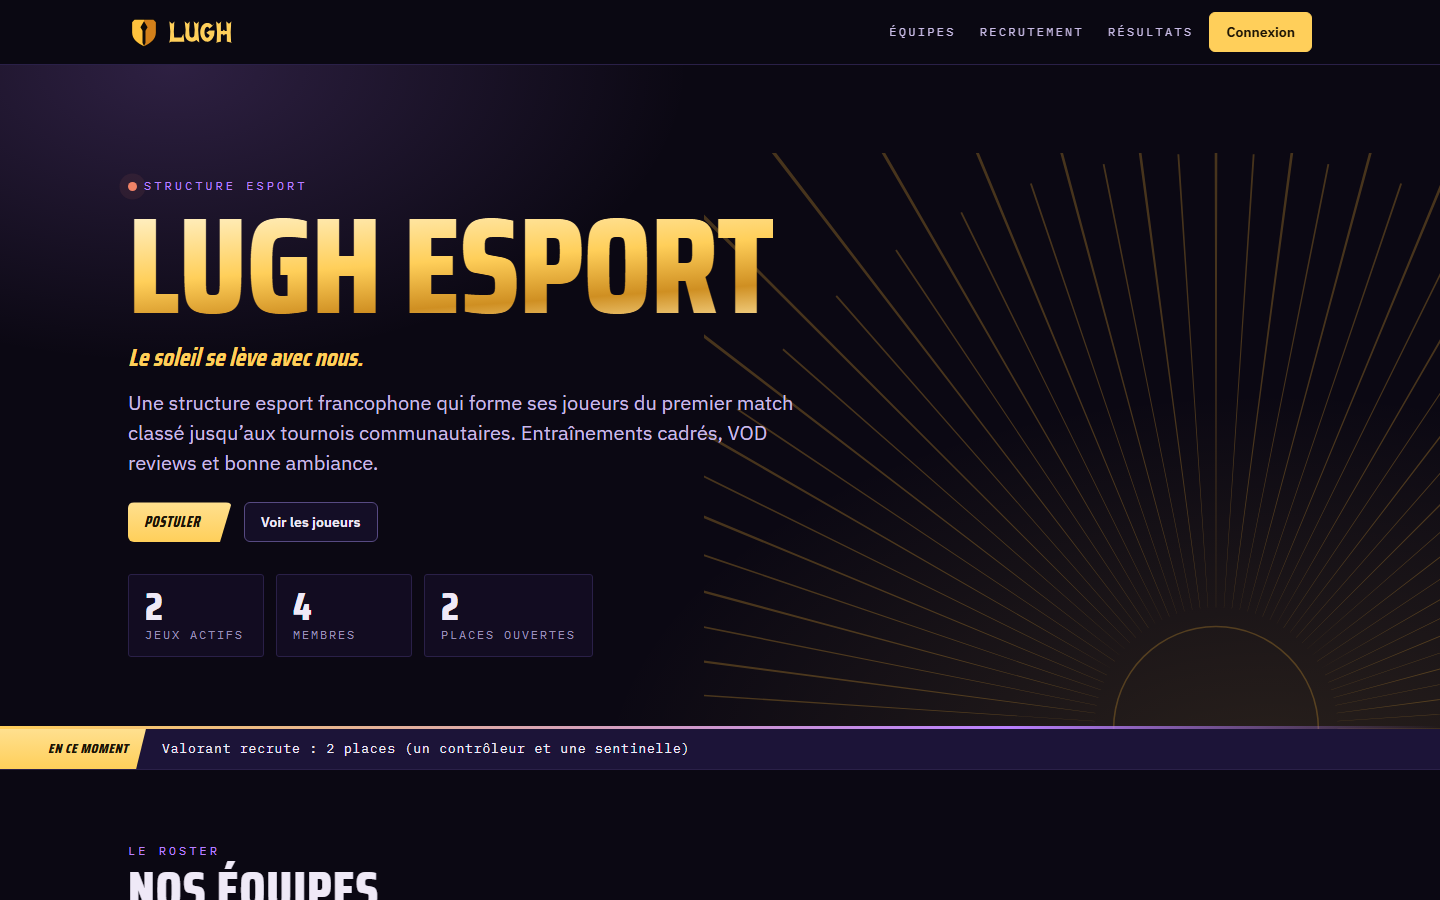 LUGH
ÉQUIPES
RECRUTEMENT
RÉSULTATS
Connexion
STRUCTURE ESPORT
LUGH ESPORT
Le soleil se lève avec nous.
Une structure esport francophone qui forme ses joueurs du premier match
classé jusqu’aux tournois communautaires. Entraînements cadrés, VOD
reviews et bonne ambiance.
POSTULER
Voir les joueurs
2
JEUX ACTIFS
4
MEMBRES
2
PLACES OUVERTES
EN CE MOMENT
Valorant recrute : 2 places (un contrôleur et une sentinelle)
LE ROSTER
NOS ÉQUIPES